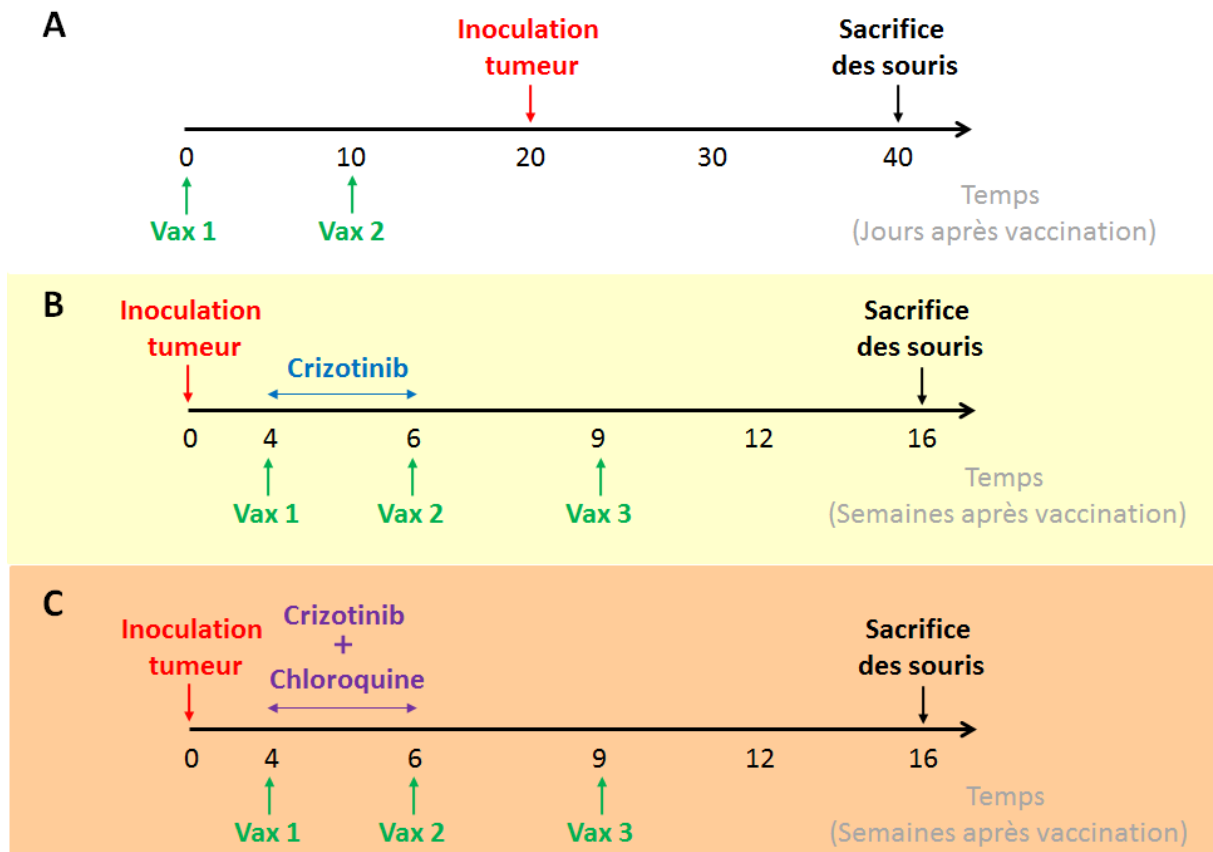 A
Inoculation
tumeur
Sacrifice
des souris
0 10 20 30 40
Vax 1 Vax 2
Temps
(Jours après vaccination)
B
Inoculation
tumeur
Crizotinib
Sacrifice
des souris
0 4 6 9 12 16
Vax 1 Vax 2 Vax 3
Temps
(Semaines après vaccination)
C
Inoculation
tumeur
Crizotinib
+
Chloroquine
Sacrifice
des souris
0 4 6 9 12 16
Vax 1 Vax 2 Vax 3
Temps
(Semaines après vaccination)